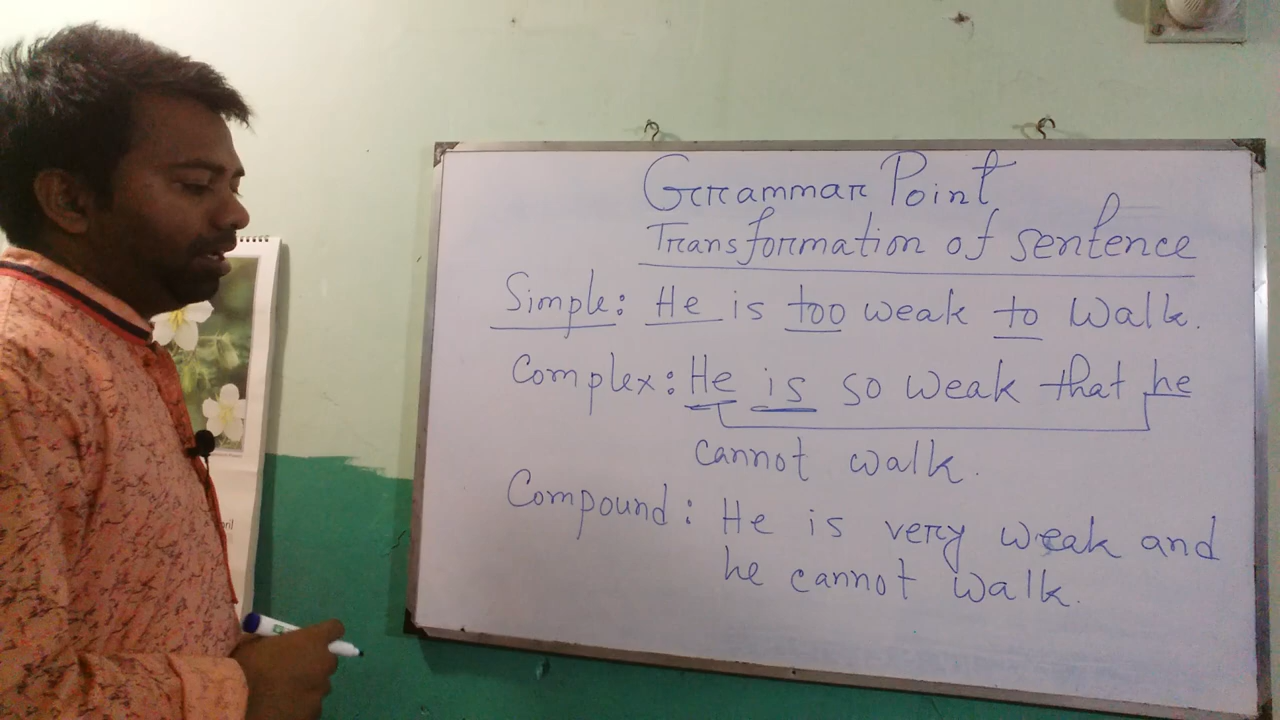 Grammar Point
Transformation of sentence
Simple: He is too weak to walk.
Complex: He is so weak that he
cannot walk.
Compound: He is very weak and
he cannot walk.